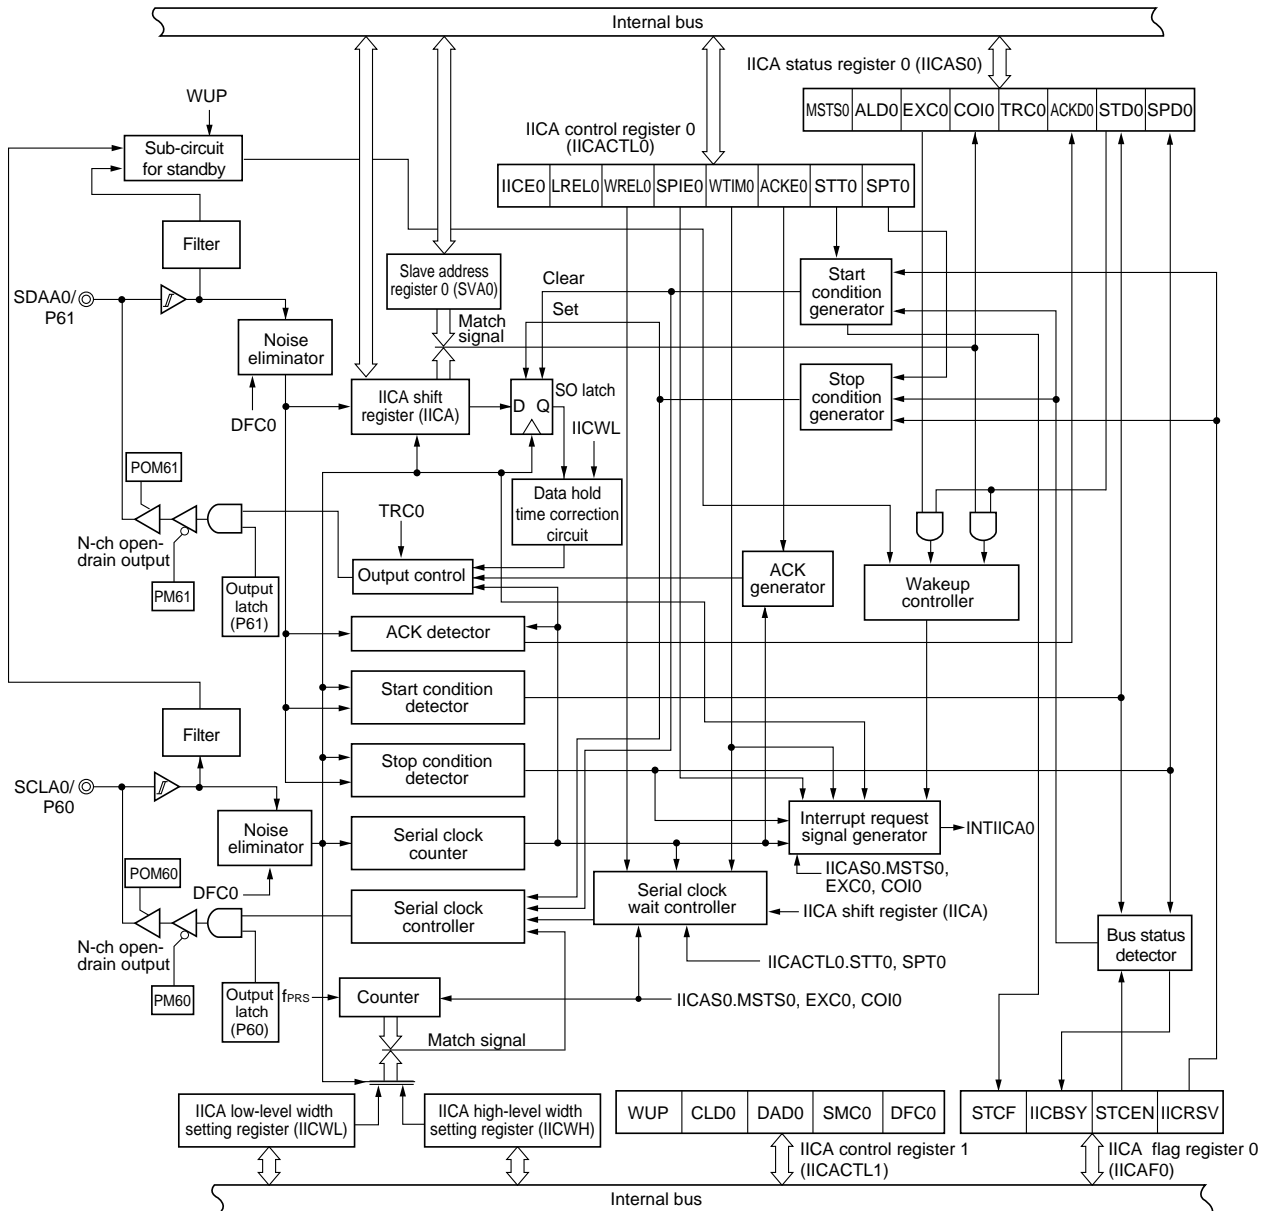 Internal bus
IICA status register 0 (IICAS0)
MSTS0 ALD0 EXC0 COI0 TRC0 ACKD0 STD0 SPD0
WUP
Sub-circuit
for standby
IICA control register 0
(IICACTL0)
IICE0 LREL0 WREL0 SPIE0 WTIM0 ACKE0 STT0 SPT0
Filter
Slave address
register 0 (SVA0)
Clear
Start
condition
generator
SDAA0/
P61
Set
Match
signal
Noise
eliminator
Stop
condition
generator
IICA shift
register (IICA)
D Q
SO latch
DFC0
IICWL
POM61
Data hold
time correction
circuit
TRC0
N-ch open-
drain output
Output control
ACK
generator
Wakeup
controller
PM61
Output
latch
(P61)
ACK detector
Start condition
detector
Filter
Stop condition
detector
SCLA0/
P60
Noise
eliminator
Serial clock
counter
Interrupt request
signal generator
INTIICA0
POM60
DFC0
IICAS0.MSTS0,
EXC0, COI0
Serial clock
controller
Serial clock
wait controller
IICA shift register (IICA)
N-ch open-
drain output
Bus status
detector
IICACTL0.STT0, SPT0
PM60
Output
latch
(P60)
fPRS
Counter
IICAS0.MSTS0, EXC0, COI0
Match signal
IICA low-level width
setting register (IICWL)
IICA high-level width
setting register (IICWH)
WUP CLD0 DAD0 SMC0 DFC0
STCF IICBSY STCEN IICRSV
IICA control register 1
(IICACTL1)
IICA flag register 0
(IICAF0)
Internal bus